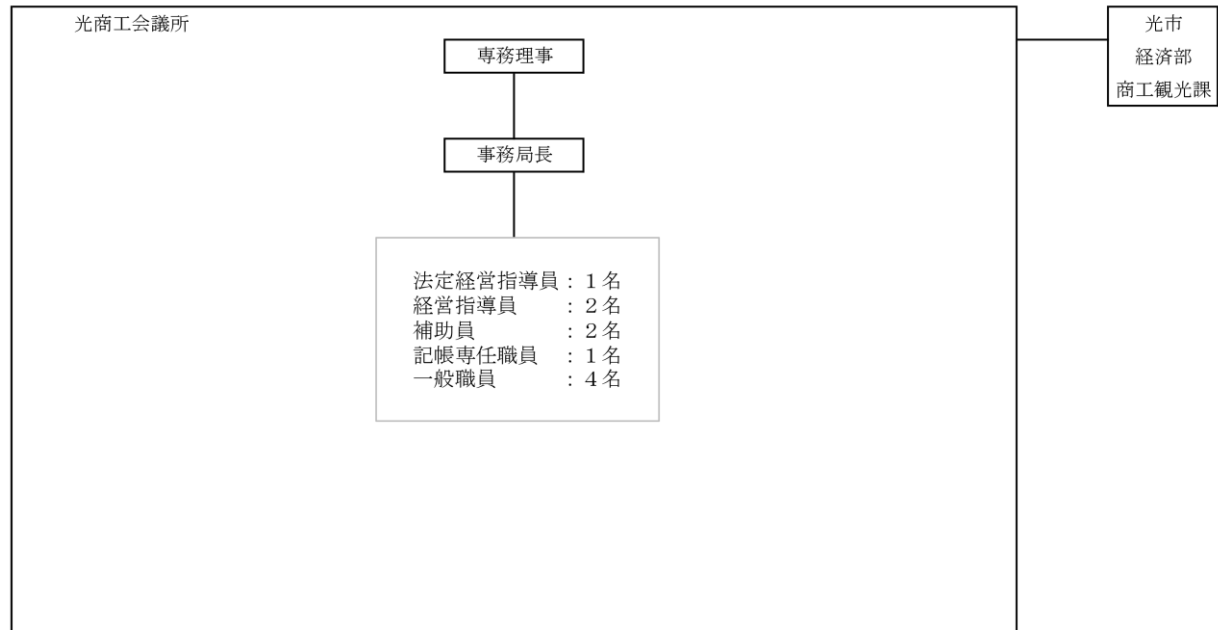 光商工会議所
専務理事
事務局長
法定経営指導員：１名
経営指導員　　：２名
補助員　　　　：２名
記帳専任職員　：１名
一般職員　　　：４名
光市
経済部
商工観光課